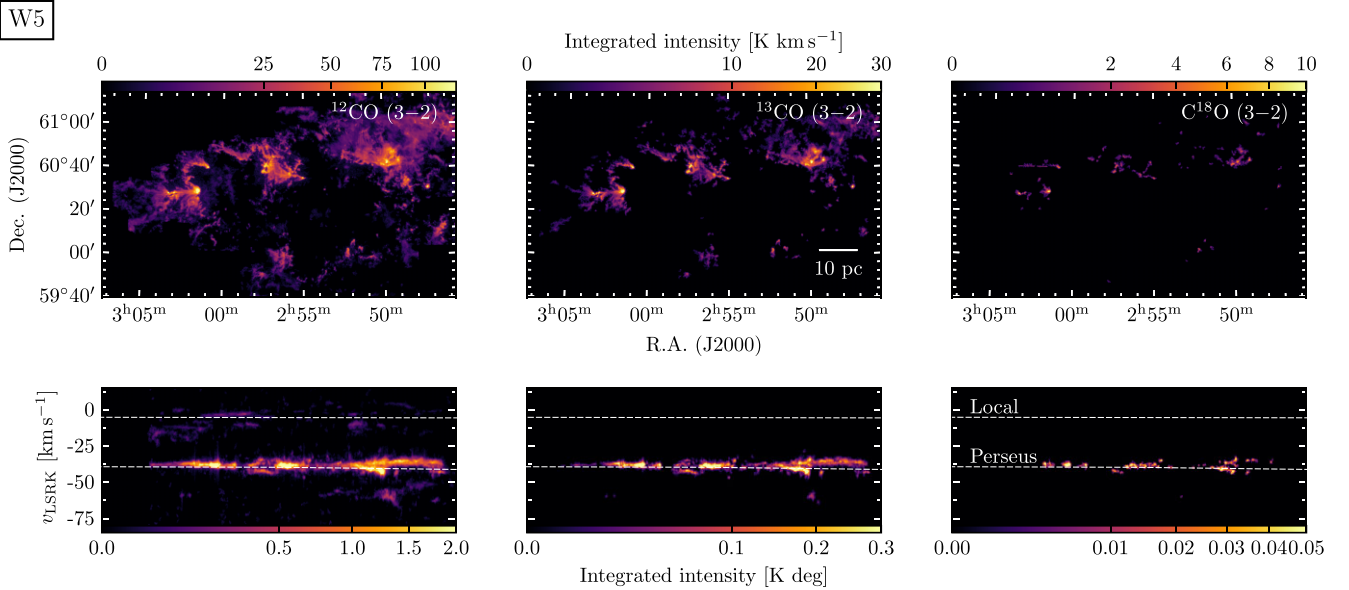 W5
Integrated intensity [K km s⁻¹]
0 25 50 75 100
0 10 20 30
0 2 4 6 8 10
¹²CO (3−2)
¹³CO (3−2)
C¹⁸O (3−2)
Dec. (J2000)
61°00′
60°40′
20′
00′
59°40′
10 pc
3ʰ05ᵐ 00ᵐ 2ʰ55ᵐ 50ᵐ
3ʰ05ᵐ 00ᵐ 2ʰ55ᵐ 50ᵐ
3ʰ05ᵐ 00ᵐ 2ʰ55ᵐ 50ᵐ
R.A. (J2000)
v_LSRK [km s⁻¹]
0
-25
-50
-75
Local
Perseus
0.0 0.5 1.0 1.5 2.0
0.0 0.1 0.2 0.3
0.00 0.01 0.02 0.03 0.04 0.05
Integrated intensity [K deg]